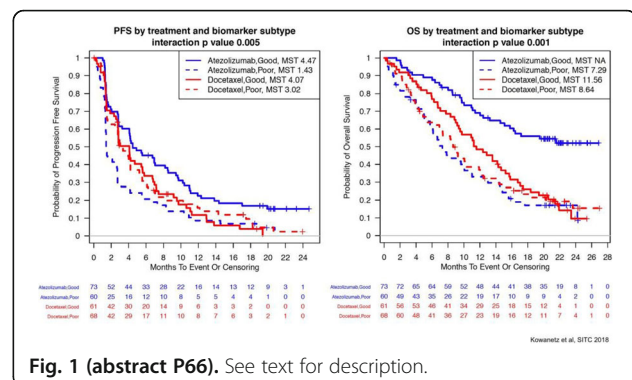 PFS by treatment and biomarker subtype
interaction p value 0.005
Atezolizumab,Good, MST 4.47
Atezolizumab,Poor, MST 1.43
Docetaxel,Good, MST 4.07
Docetaxel,Poor, MST 3.02
Probability of Progression Free Survival
1
0.9
0.8
0.7
0.6
0.5
0.4
0.3
0.2
0.1
0
0 2 4 6 8 10 12 14 16 18 20 22 24 26
Months To Event Or Censoring
Atezolizumab,Good 73 52 44 33 28 22 16 14 13 12 9 3 1
Atezolizumab,Poor 60 25 16 12 10 8 5 5 4 4 1 0 0
Docetaxel,Good 61 42 30 20 14 9 6 3 3 2 0 0 0
Docetaxel,Poor 68 42 29 17 11 10 8 7 6 3 2 1 0
OS by treatment and biomarker subtype
interaction p value 0.001
Atezolizumab,Good, MST NA
Atezolizumab,Poor, MST 7.29
Docetaxel,Good, MST 11.56
Docetaxel,Poor, MST 8.64
Probability of Overall Survival
1
0.9
0.8
0.7
0.6
0.5
0.4
0.3
0.2
0.1
0
0 2 4 6 8 10 12 14 16 18 20 22 24 26 28
Months To Event Or Censoring
Atezolizumab,Good 73 72 65 64 59 52 48 44 41 38 35 19 8 1 0
Atezolizumab,Poor 60 49 43 35 26 22 19 17 10 9 9 4 2 0 0
Docetaxel,Good 61 56 53 46 41 34 29 25 18 15 12 4 1 0 0
Docetaxel,Poor 68 60 48 41 36 27 23 19 16 12 11 7 4 1 0
Kowanetz et al, SITC 2018
Fig. 1 (abstract P66). See text for description.